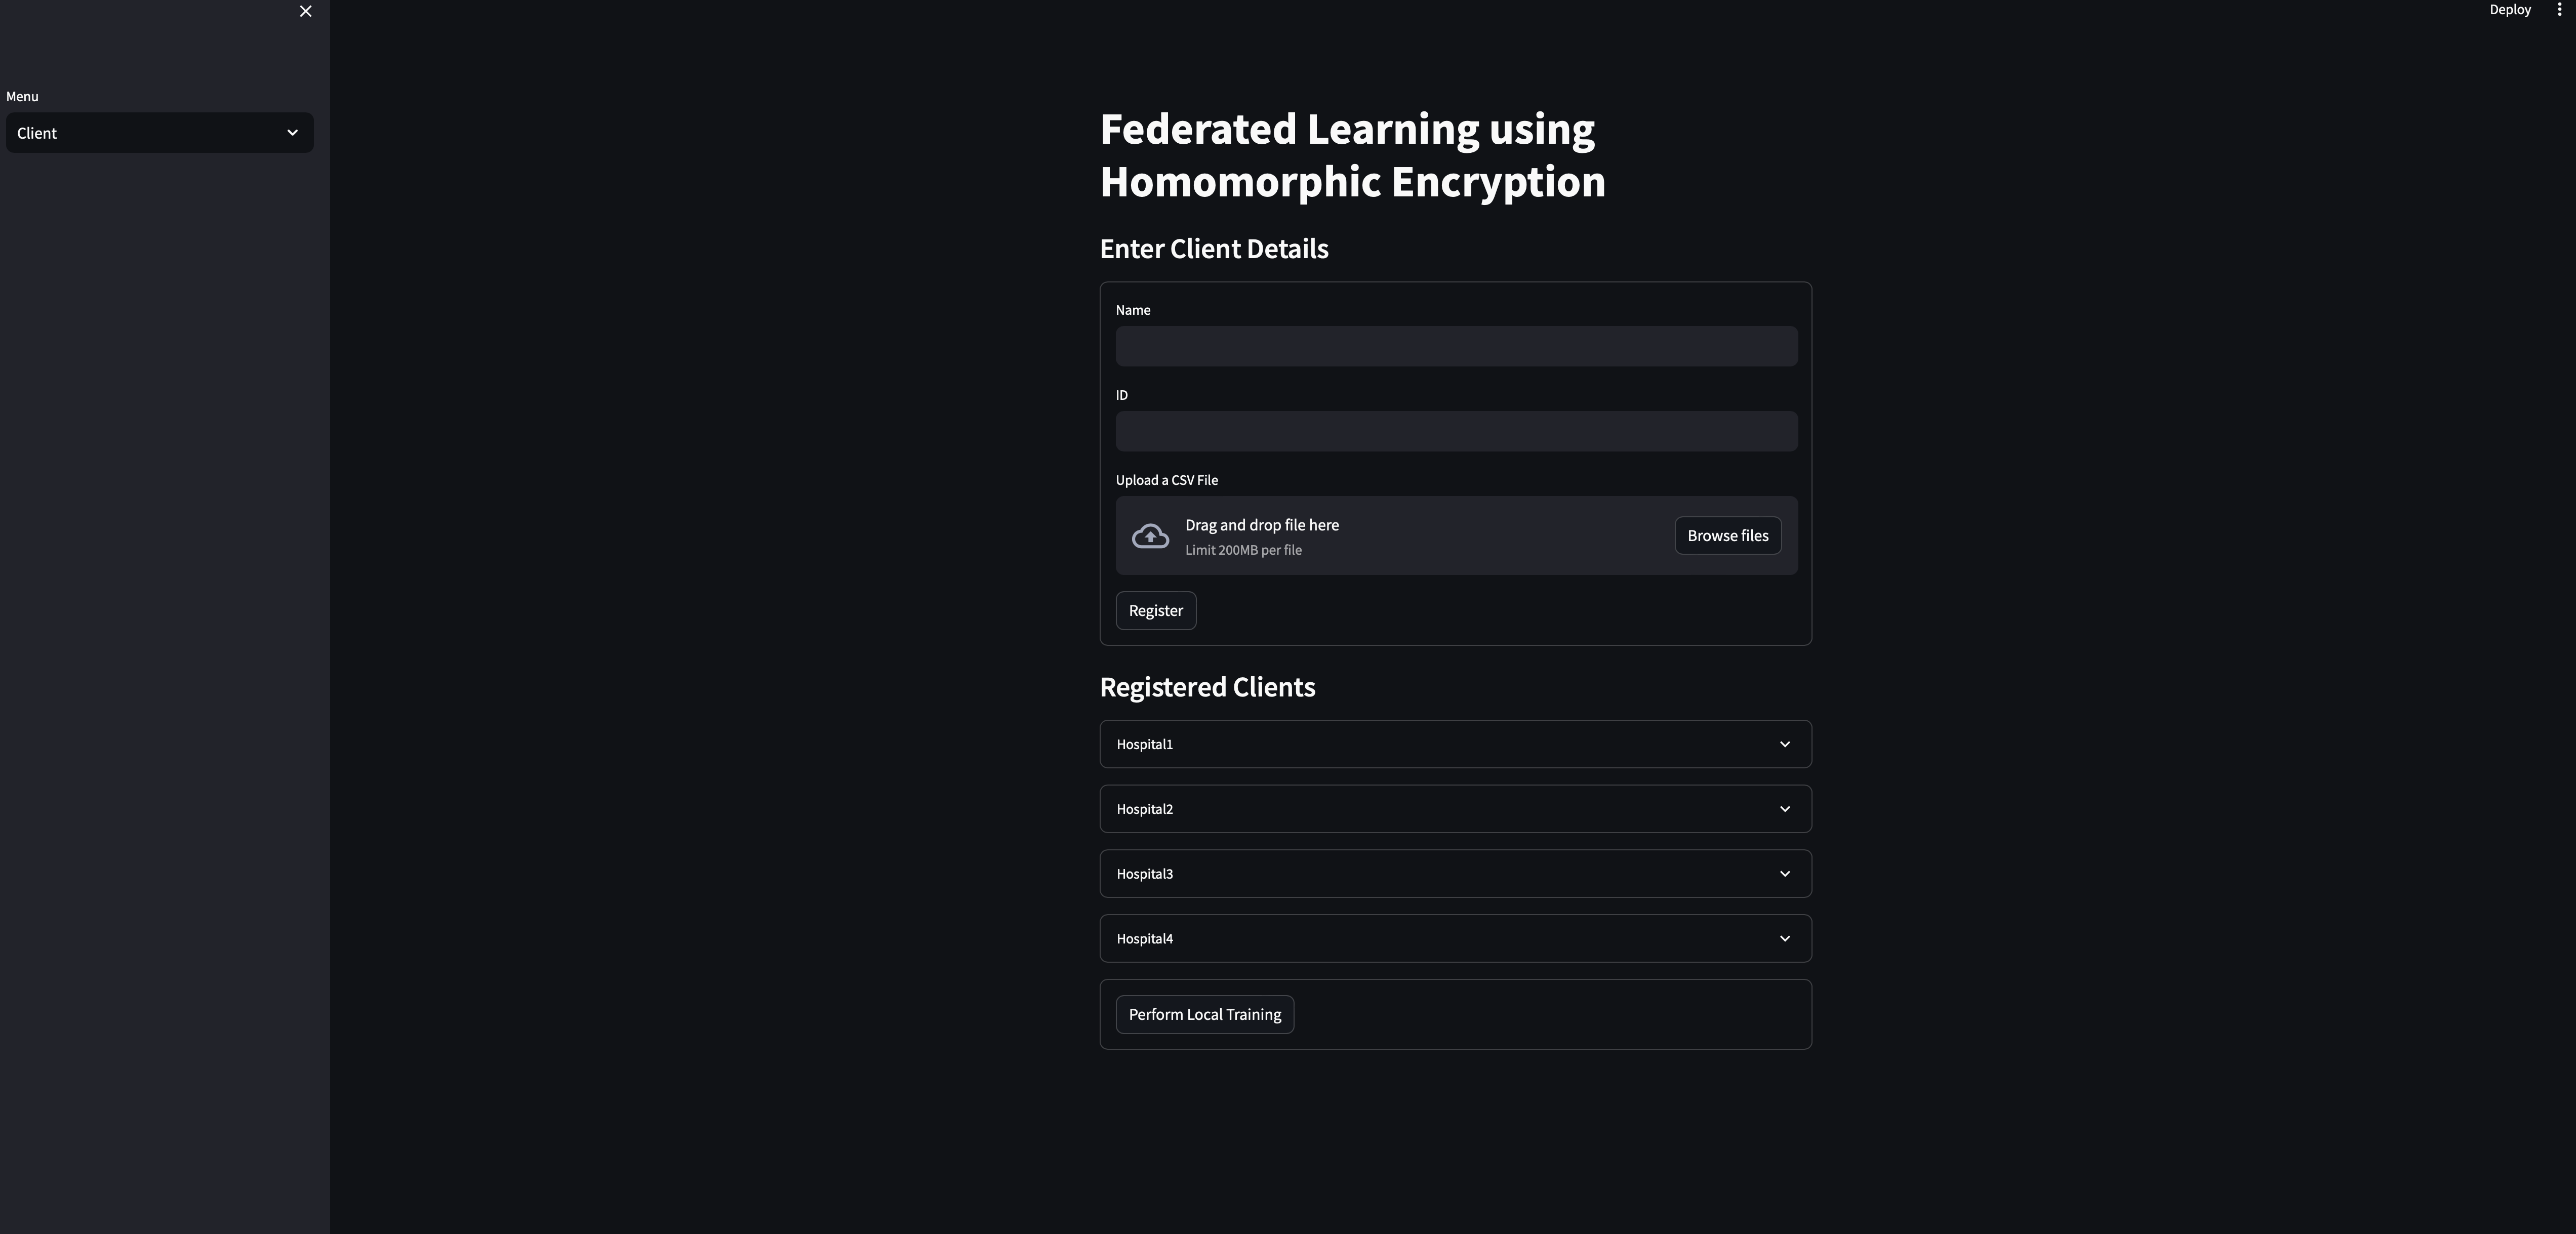 Deploy
Menu
Client
Federated Learning using
Homomorphic Encryption
Enter Client Details
Name
ID
Upload a CSV File
Drag and drop file here
Limit 200MB per file
Browse files
Register
Registered Clients
Hospital1
Hospital2
Hospital3
Hospital4
Perform Local Training